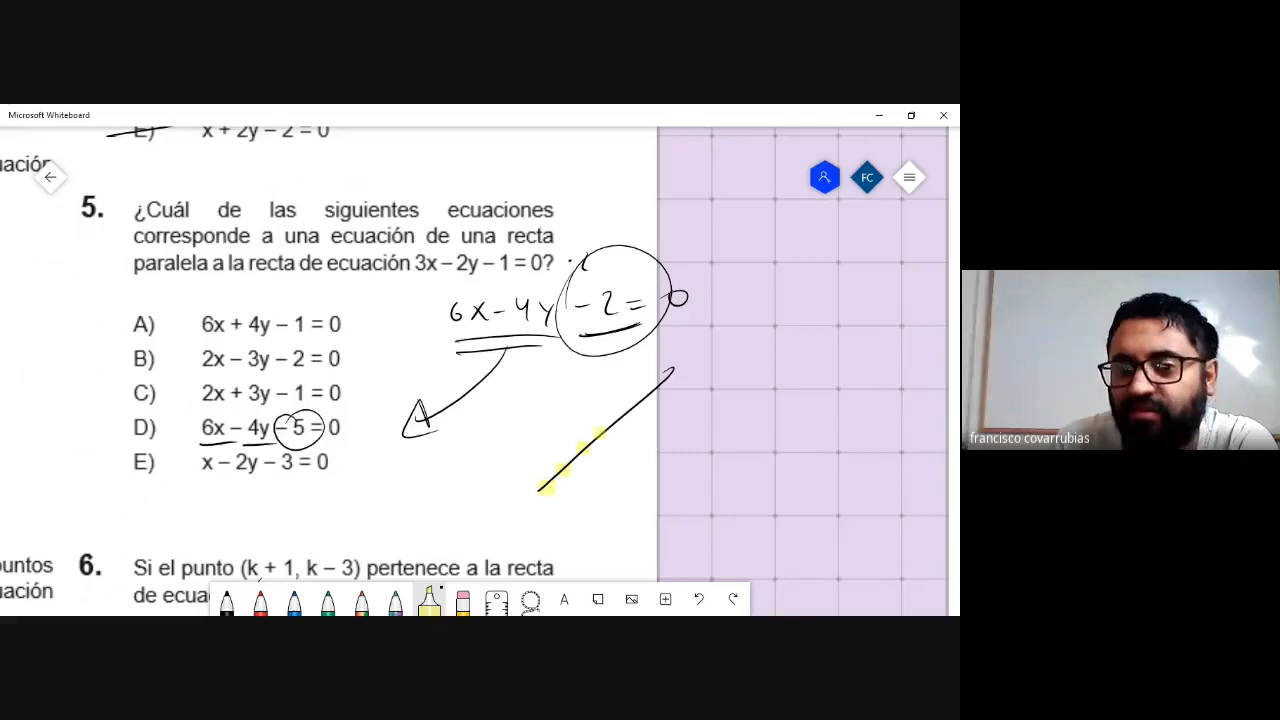 Microsoft Whiteboard
E) x + 2y − 2 = 0
uación
FC
5. ¿Cuál de las siguientes ecuaciones
corresponde a una ecuación de una recta
paralela a la recta de ecuación 3x − 2y − 1 = 0?
6x − 4y − 2 = 0
A) 6x + 4y − 1 = 0
B) 2x − 3y − 2 = 0
C) 2x + 3y − 1 = 0
D) 6x − 4y − 5 = 0
E) x − 2y − 3 = 0
francisco covarrubias
puntos
uación
6. Si el punto (k + 1, k − 3) pertenece a la recta
de ecua
A